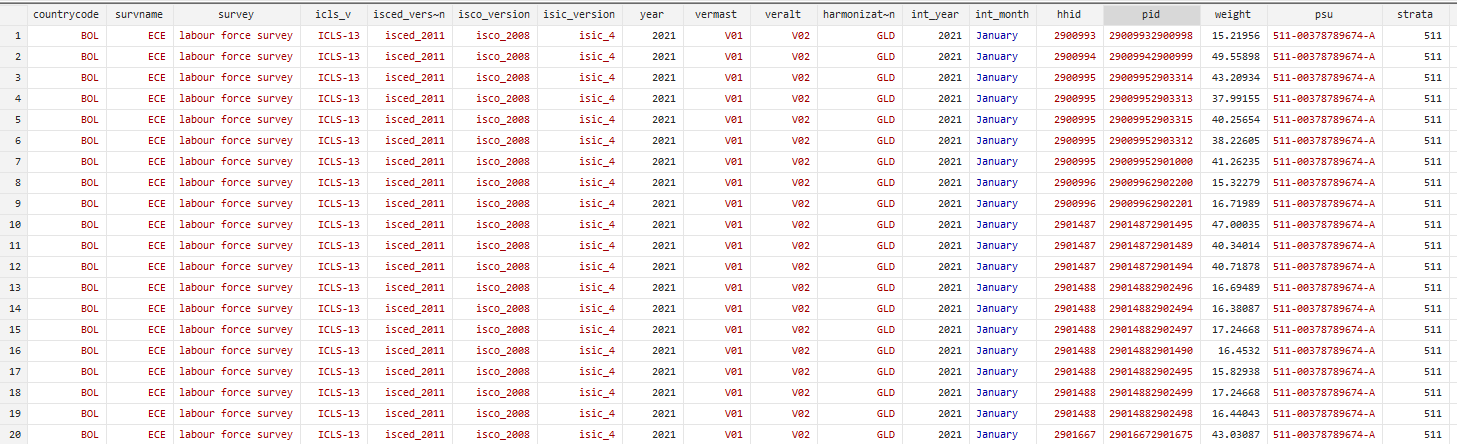 countrycode survname survey icls_v isced_vers~n isco_version isic_version year vermast veralt harmonizat~n int_year int_month hhid pid weight psu strata
1 BOL ECE labour force survey ICLS-13 isced_2011 isco_2008 isic_4 2021 V01 V02 GLD 2021 January 2900993 29009932900998 15.21956 511-00378789674-A 511
2 BOL ECE labour force survey ICLS-13 isced_2011 isco_2008 isic_4 2021 V01 V02 GLD 2021 January 2900994 29009942900999 49.55898 511-00378789674-A 511
3 BOL ECE labour force survey ICLS-13 isced_2011 isco_2008 isic_4 2021 V01 V02 GLD 2021 January 2900995 29009952903314 43.20934 511-00378789674-A 511
4 BOL ECE labour force survey ICLS-13 isced_2011 isco_2008 isic_4 2021 V01 V02 GLD 2021 January 2900995 29009952903313 37.99155 511-00378789674-A 511
5 BOL ECE labour force survey ICLS-13 isced_2011 isco_2008 isic_4 2021 V01 V02 GLD 2021 January 2900995 29009952903315 40.25654 511-00378789674-A 511
6 BOL ECE labour force survey ICLS-13 isced_2011 isco_2008 isic_4 2021 V01 V02 GLD 2021 January 2900995 29009952903312 38.22605 511-00378789674-A 511
7 BOL ECE labour force survey ICLS-13 isced_2011 isco_2008 isic_4 2021 V01 V02 GLD 2021 January 2900995 29009952901000 41.26235 511-00378789674-A 511
8 BOL ECE labour force survey ICLS-13 isced_2011 isco_2008 isic_4 2021 V01 V02 GLD 2021 January 2900996 29009962902200 15.32279 511-00378789674-A 511
9 BOL ECE labour force survey ICLS-13 isced_2011 isco_2008 isic_4 2021 V01 V02 GLD 2021 January 2900996 29009962902201 16.71989 511-00378789674-A 511
10 BOL ECE labour force survey ICLS-13 isced_2011 isco_2008 isic_4 2021 V01 V02 GLD 2021 January 2901487 29014872901495 47.00035 511-00378789674-A 511
11 BOL ECE labour force survey ICLS-13 isced_2011 isco_2008 isic_4 2021 V01 V02 GLD 2021 January 2901487 29014872901489 40.34014 511-00378789674-A 511
12 BOL ECE labour force survey ICLS-13 isced_2011 isco_2008 isic_4 2021 V01 V02 GLD 2021 January 2901487 29014872901494 40.71878 511-00378789674-A 511
13 BOL ECE labour force survey ICLS-13 isced_2011 isco_2008 isic_4 2021 V01 V02 GLD 2021 January 2901488 29014882902496 16.69489 511-00378789674-A 511
14 BOL ECE labour force survey ICLS-13 isced_2011 isco_2008 isic_4 2021 V01 V02 GLD 2021 January 2901488 29014882902494 16.38087 511-00378789674-A 511
15 BOL ECE labour force survey ICLS-13 isced_2011 isco_2008 isic_4 2021 V01 V02 GLD 2021 January 2901488 29014882902497 17.24668 511-00378789674-A 511
16 BOL ECE labour force survey ICLS-13 isced_2011 isco_2008 isic_4 2021 V01 V02 GLD 2021 January 2901488 29014882901490 16.4532 511-00378789674-A 511
17 BOL ECE labour force survey ICLS-13 isced_2011 isco_2008 isic_4 2021 V01 V02 GLD 2021 January 2901488 29014882902495 15.82938 511-00378789674-A 511
18 BOL ECE labour force survey ICLS-13 isced_2011 isco_2008 isic_4 2021 V01 V02 GLD 2021 January 2901488 29014882902499 17.24668 511-00378789674-A 511
19 BOL ECE labour force survey ICLS-13 isced_2011 isco_2008 isic_4 2021 V01 V02 GLD 2021 January 2901488 29014882902498 16.44043 511-00378789674-A 511
20 BOL ECE labour force survey ICLS-13 isced_2011 isco_2008 isic_4 2021 V01 V02 GLD 2021 January 2901667 29016672901675 43.03087 511-00378789674-A 511